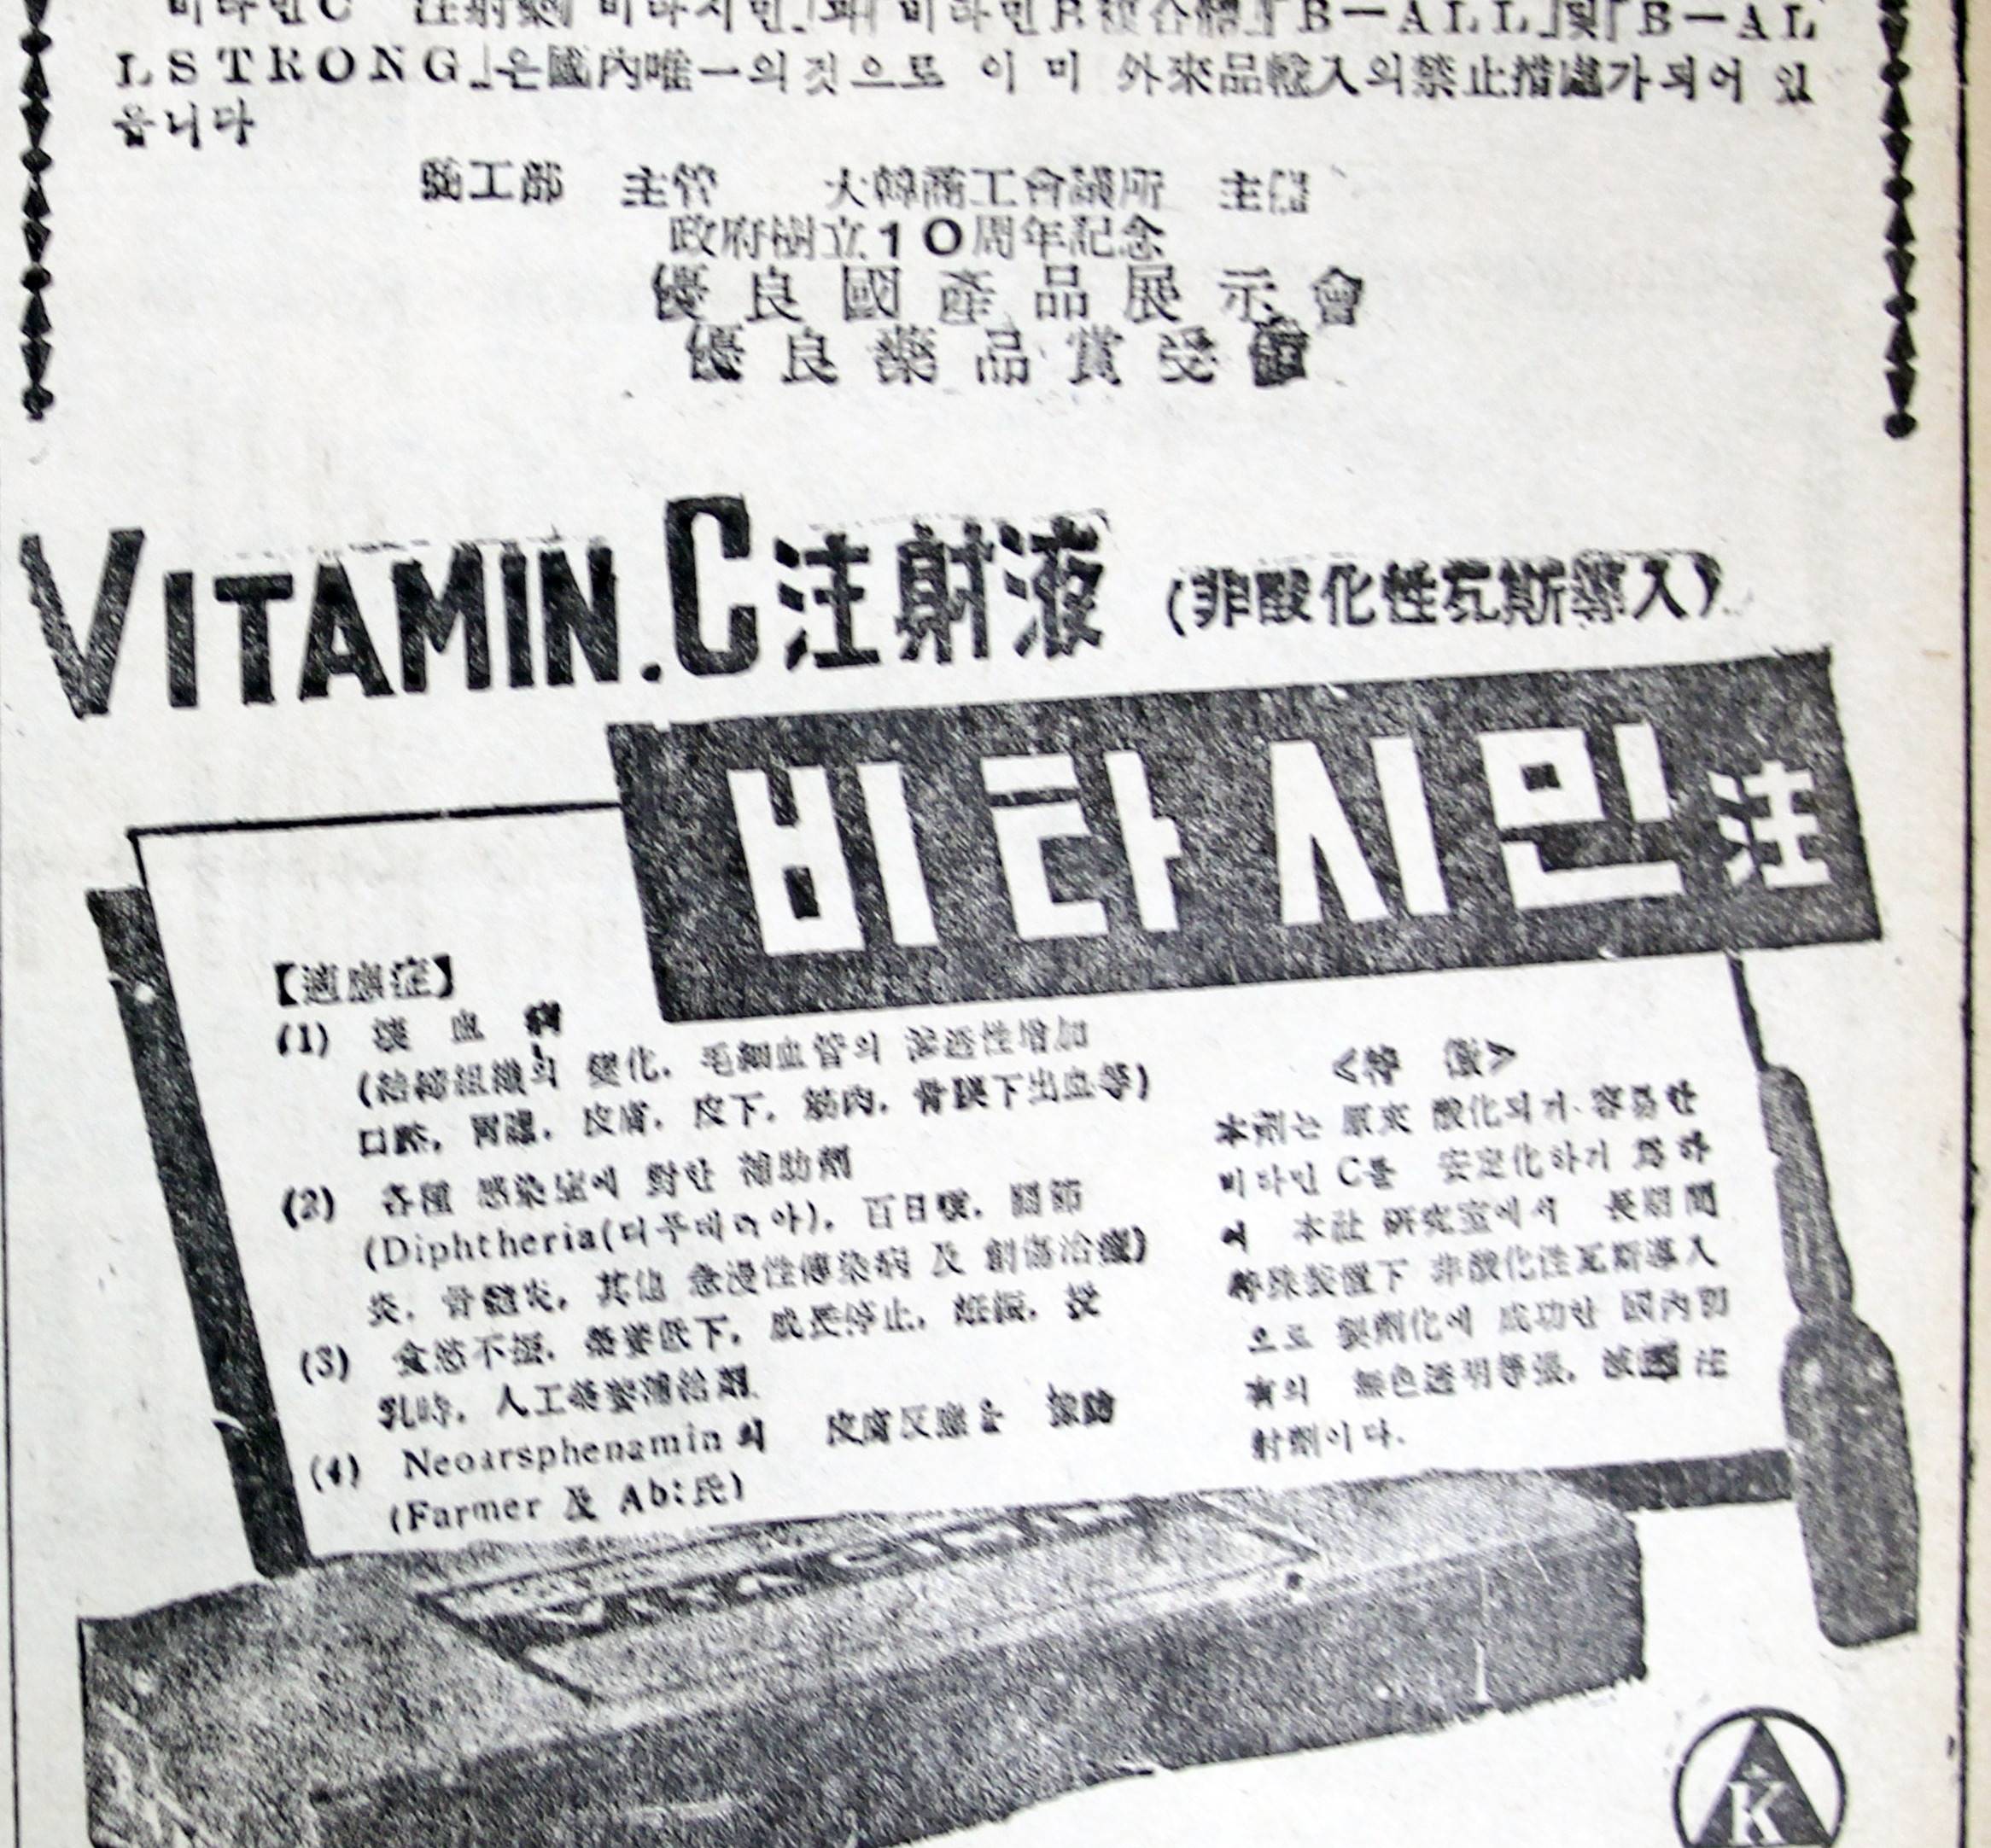 비타민C 注射藥「비타시민」과「비타민B複合體」「B—ALL」및「B—AL
LSTRONG」은國內唯一의것으로 이미 外來品輸入의禁止措處가되어 있
읍니다
商工部 主管 大韓商工會議所 主催
政府樹立10周年記念
優良國產品展示會
優良藥品賞受賞
VITAMIN.C注射液 (非酸化性瓦斯導入)
비타시민注
【適應症】
(1) 壞血病
(結締組織의 變化, 毛細血管의 滲透性增加
口腔, 胃腸, 皮膚, 皮下, 筋肉, 骨膜下出血等)
(2) 各種 感染症에 對한 補助劑
(Diphtheria(디푸테리아), 百日咳, 關節
炎, 骨髓炎, 其他 急慢性傳染病 及 創傷治癒)
(3) 食慾不振, 榮養低下, 成長停止, 姙娠, 授
乳時, 人工榮養補給劑.
(4) Neoarsphenamin의 皮膚反應을 探防
(Farmer 及 Abt氏)
<特徵>
本劑는 原來 酸化되기 容易한
비타민 C를 安定化하기 爲하
여 本社 硏究室에서 長期間
特殊裝置下 非酸化性瓦斯導入
으로 製劑化에 成功한 國內初
有의 無色透明等張, 注
射劑이다.
K